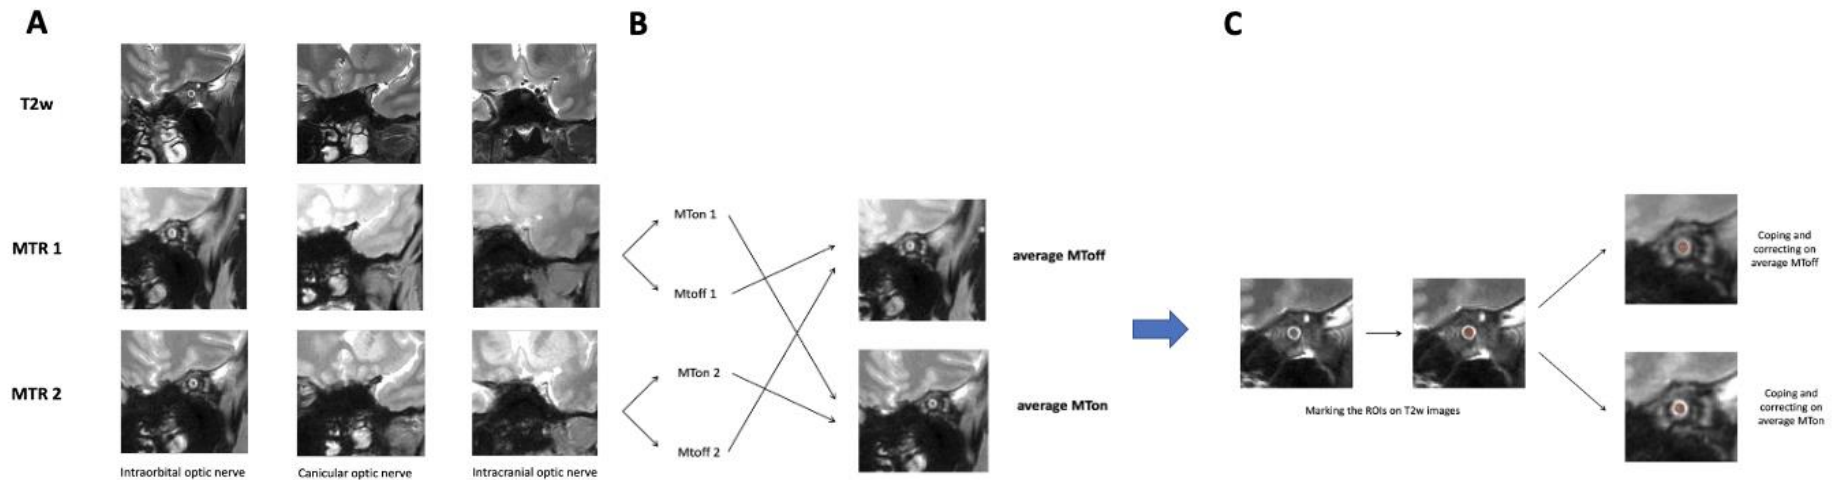 A
B
C
T2w
MTR 1
MTR 2
Intraorbital optic nerve
Canicular optic nerve
Intracranial optic nerve
MTon 1
Mtoff 1
MTon 2
Mtoff 2
average MToff
average MTon
Marking the ROIs on T2w images
Coping and
correcting on
average MToff
Coping and
correcting on
average MTon